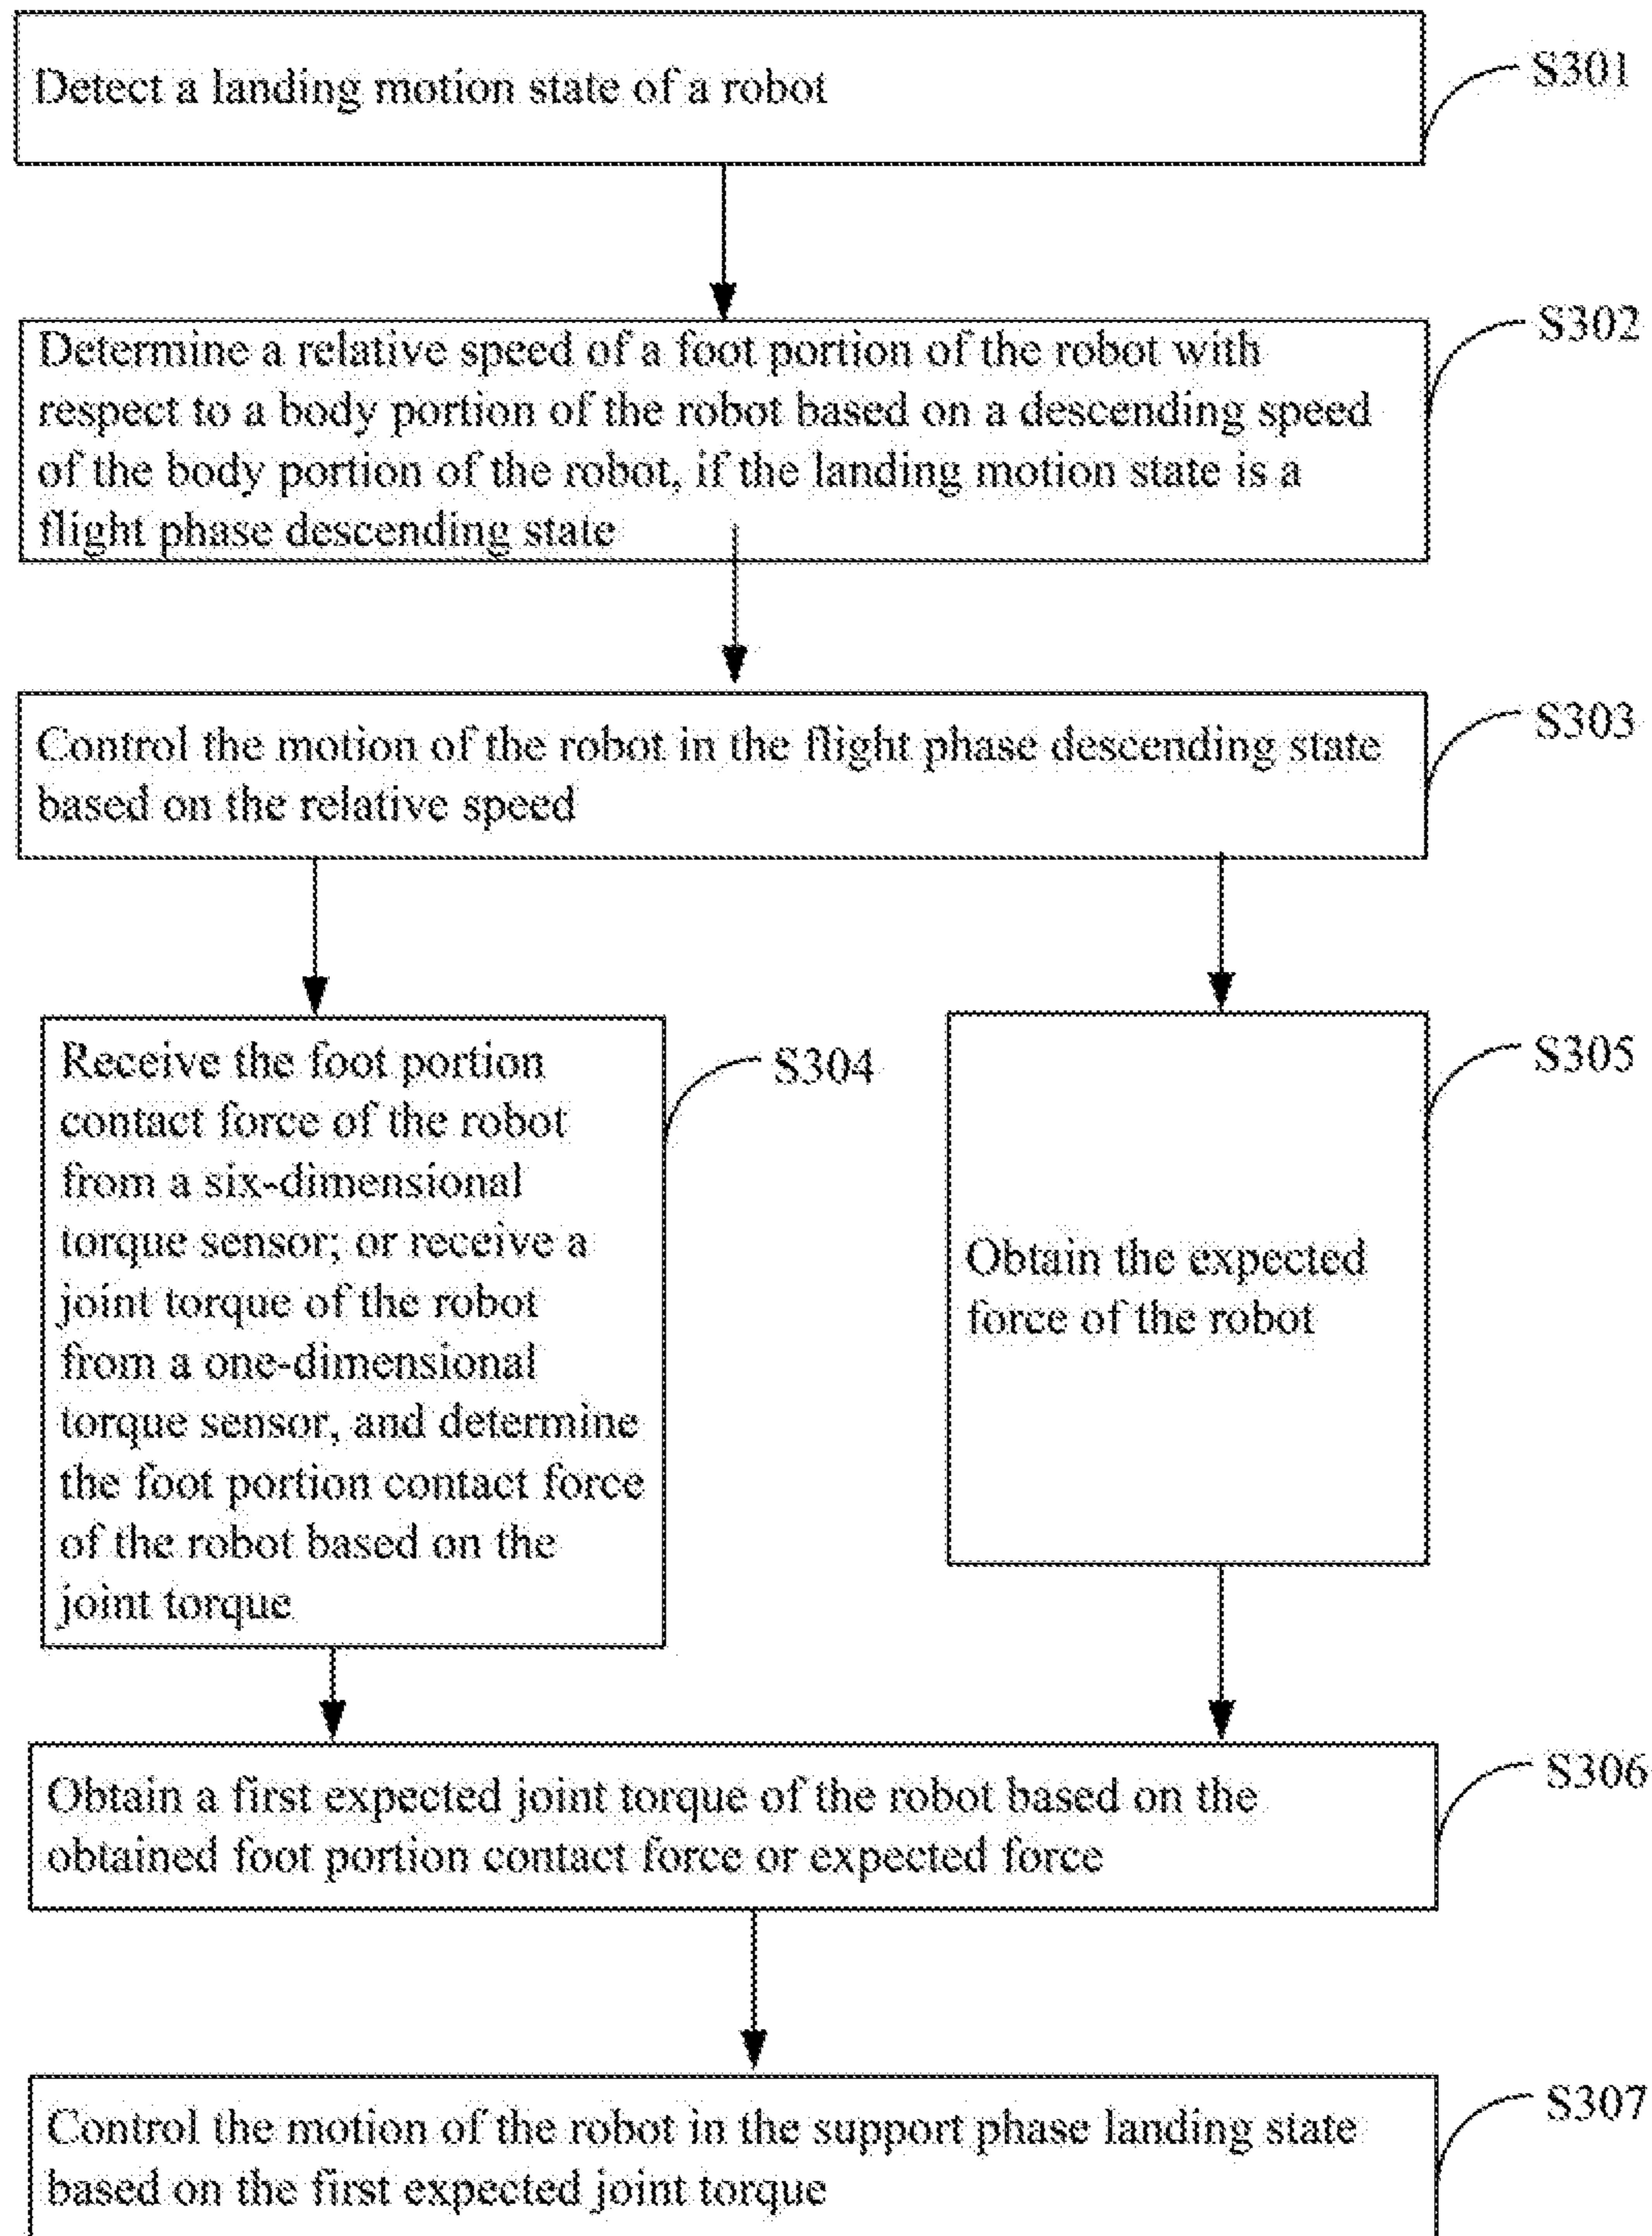 Detect a landing motion state of a robot
S301
Determine a relative speed of a foot portion of the robot with
respect to a body portion of the robot based on a descending speed
of the body portion of the robot, if the landing motion state is a
flight phase descending state
S302
Control the motion of the robot in the flight phase descending state
based on the relative speed
S303
Receive the foot portion
contact force of the robot
from a six-dimensional
torque sensor; or receive a
joint torque of the robot
from a one-dimensional
torque sensor, and determine
the foot portion contact force
of the robot based on the
joint torque
S304
Obtain the expected
force of the robot
S305
Obtain a first expected joint torque of the robot based on the
obtained foot portion contact force or expected force
S306
Control the motion of the robot in the support phase landing state
based on the first expected joint torque
S307